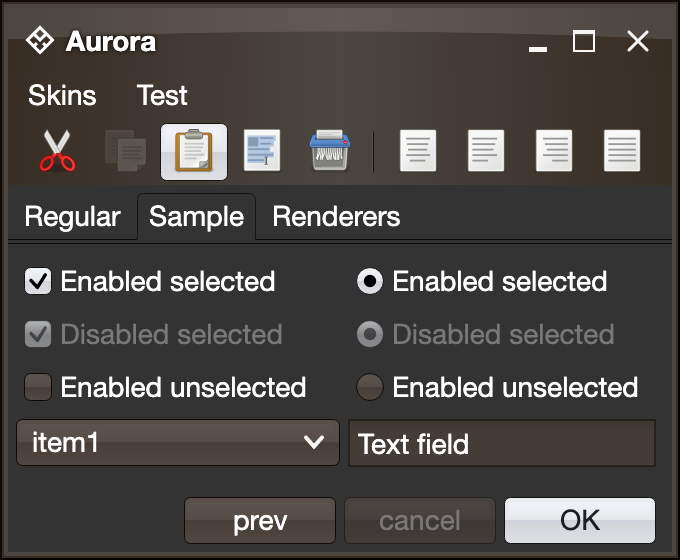 Aurora
Skins Test
Regular Sample Renderers
Enabled selected Enabled selected
Disabled selected Disabled selected
Enabled unselected Enabled unselected
item1 Text field
prev cancel OK